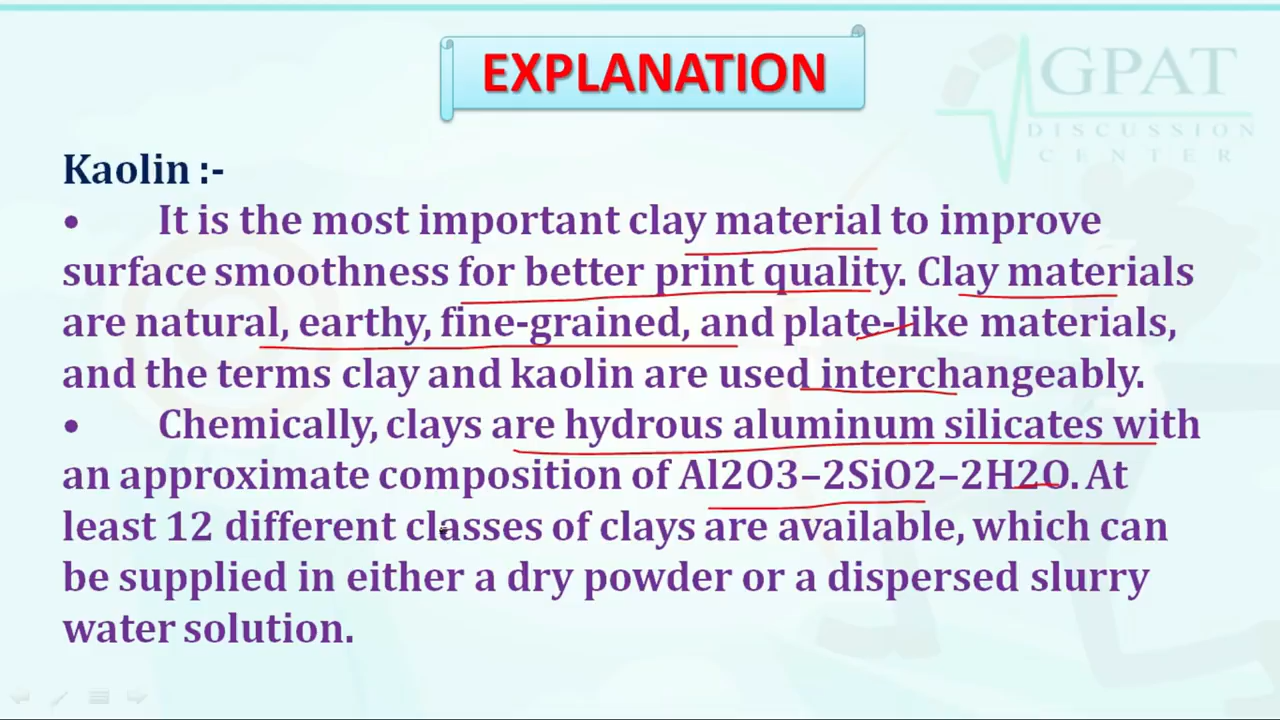 EXPLANATION
GPAT
DISCUSSION
CENTER
Kaolin :-
• It is the most important clay material to improve
surface smoothness for better print quality. Clay materials
are natural, earthy, fine-grained, and plate-like materials,
and the terms clay and kaolin are used interchangeably.
• Chemically, clays are hydrous aluminum silicates with
an approximate composition of Al2O3–2SiO2–2H2O. At
least 12 different classes of clays are available, which can
be supplied in either a dry powder or a dispersed slurry
water solution.